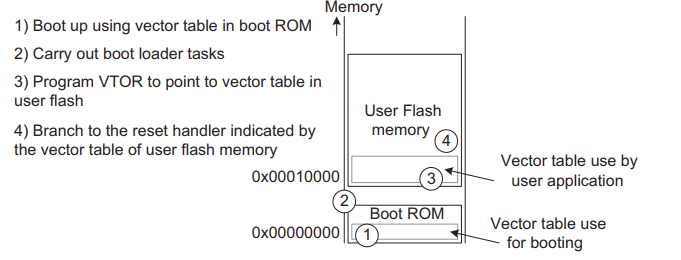 Memory
1) Boot up using vector table in boot ROM
2) Carry out boot loader tasks
3) Program VTOR to point to vector table in
user flash
4) Branch to the reset handler indicated by
the vector table of user flash memory
User Flash
memory
4
0x00010000
3
Vector table use by
user application
2
Boot ROM
0x00000000
1
Vector table use
for booting